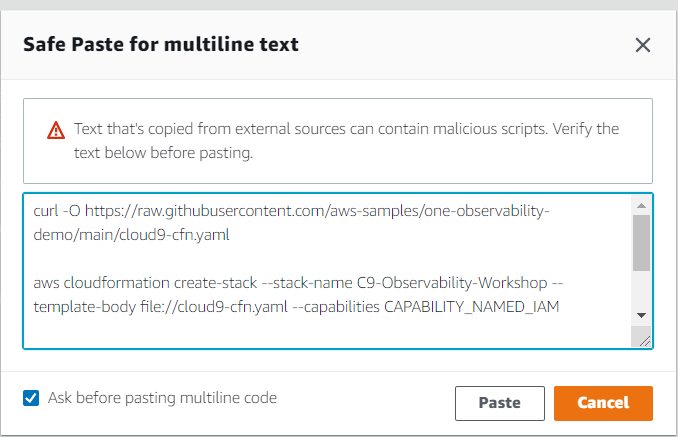 Safe Paste for multiline text
Text that's copied from external sources can contain malicious scripts. Verify the
text below before pasting.
curl -O https://raw.githubusercontent.com/aws-samples/one-observability-
demo/main/cloud9-cfn.yaml
aws cloudformation create-stack --stack-name C9-Observability-Workshop --
template-body file://cloud9-cfn.yaml --capabilities CAPABILITY_NAMED_IAM
Ask before pasting multiline code
Paste
Cancel